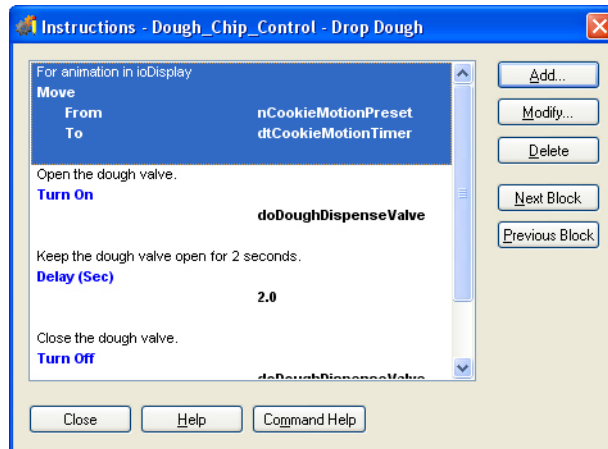 Instructions - Dough_Chip_Control - Drop Dough
For animation in ioDisplay
Move
From nCookieMotionPreset
To dtCookieMotionTimer
Open the dough valve.
Turn On
doDoughDispenseValve
Keep the dough valve open for 2 seconds.
Delay (Sec)
2.0
Close the dough valve.
Turn Off
doDoughDispenseValve
Add...
Modify...
Delete
Next Block
Previous Block
Close
Help
Command Help